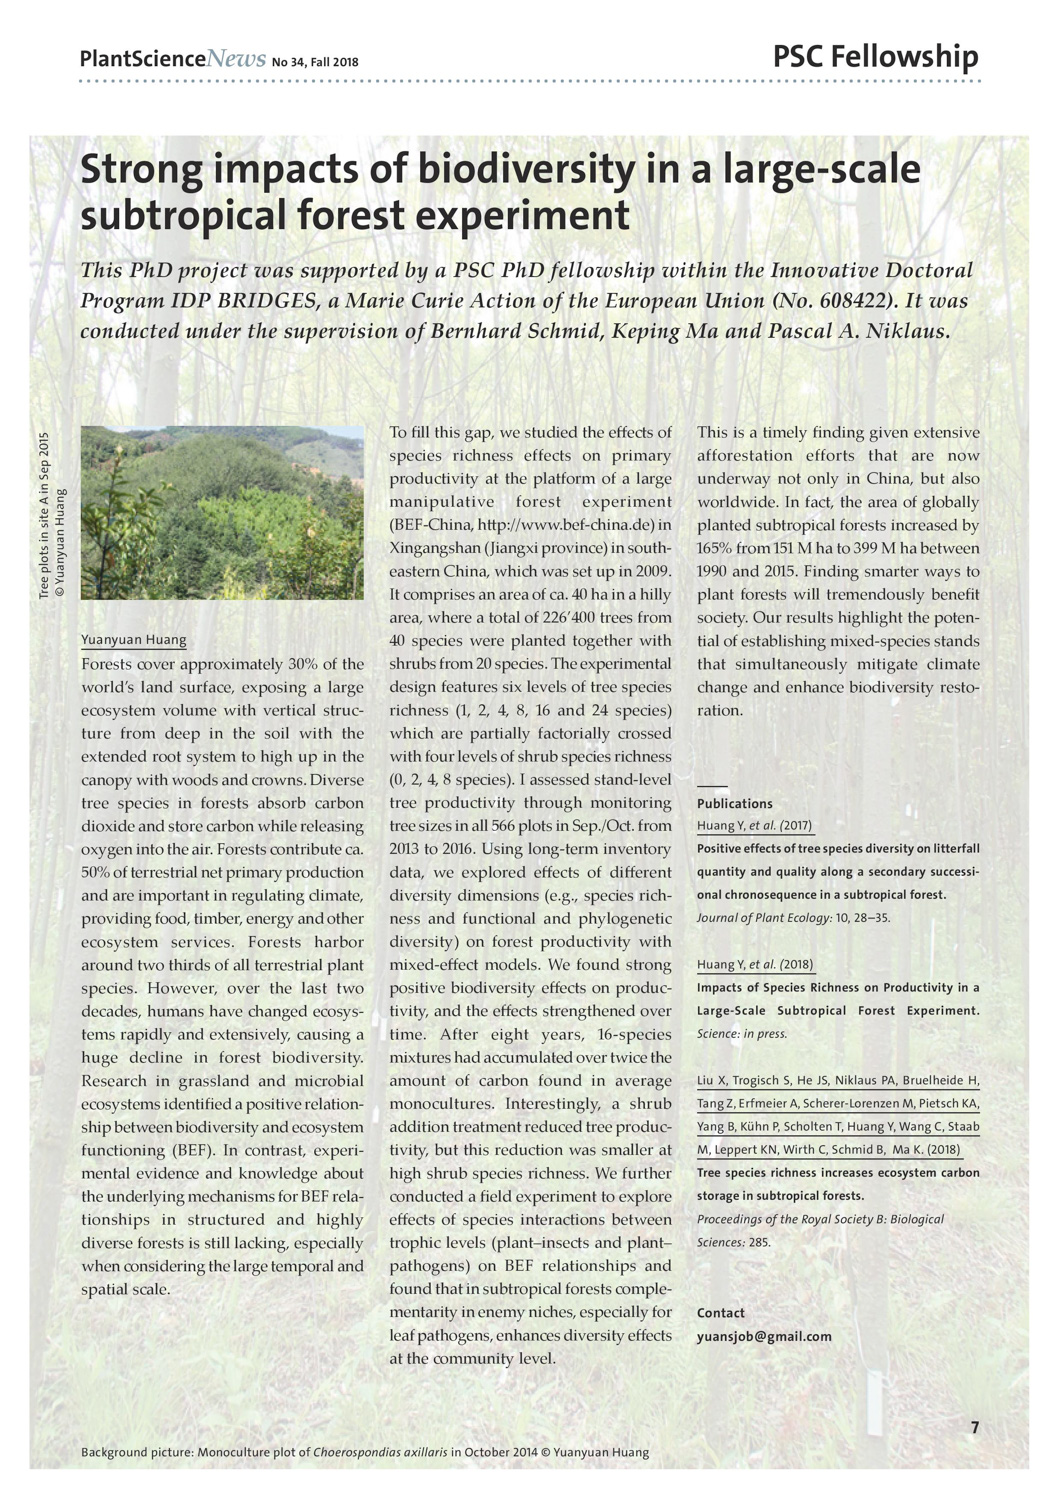 PlantScienceNews No 34, Fall 2018
PSC Fellowship
Strong impacts of biodiversity in a large-scale
subtropical forest experiment
This PhD project was supported by a PSC PhD fellowship within the Innovative Doctoral
Program IDP BRIDGES, a Marie Curie Action of the European Union (No. 608422). It was
conducted under the supervision of Bernhard Schmid, Keping Ma and Pascal A. Niklaus.
Tree plots in site A in Sep 2015
© Yuanyuan Huang
Yuanyuan Huang
Forests cover approximately 30% of the
world's land surface, exposing a large
ecosystem volume with vertical struc-
ture from deep in the soil with the
extended root system to high up in the
canopy with woods and crowns. Diverse
tree species in forests absorb carbon
dioxide and store carbon while releasing
oxygen into the air. Forests contribute ca.
50% of terrestrial net primary production
and are important in regulating climate,
providing food, timber, energy and other
ecosystem services. Forests harbor
around two thirds of all terrestrial plant
species. However, over the last two
decades, humans have changed ecosys-
tems rapidly and extensively, causing a
huge decline in forest biodiversity.
Research in grassland and microbial
ecosystems identified a positive relation-
ship between biodiversity and ecosystem
functioning (BEF). In contrast, experi-
mental evidence and knowledge about
the underlying mechanisms for BEF rela-
tionships in structured and highly
diverse forests is still lacking, especially
when considering the large temporal and
spatial scale.
To fill this gap, we studied the effects of
species richness effects on primary
productivity at the platform of a large
manipulative forest experiment
(BEF-China, http://www.bef-china.de) in
Xingangshan (Jiangxi province) in south-
eastern China, which was set up in 2009.
It comprises an area of ca. 40 ha in a hilly
area, where a total of 226'400 trees from
40 species were planted together with
shrubs from 20 species. The experimental
design features six levels of tree species
richness (1, 2, 4, 8, 16 and 24 species)
which are partially factorially crossed
with four levels of shrub species richness
(0, 2, 4, 8 species). I assessed stand-level
tree productivity through monitoring
tree sizes in all 566 plots in Sep./Oct. from
2013 to 2016. Using long-term inventory
data, we explored effects of different
diversity dimensions (e.g., species rich-
ness and functional and phylogenetic
diversity) on forest productivity with
mixed-effect models. We found strong
positive biodiversity effects on produc-
tivity, and the effects strengthened over
time. After eight years, 16-species
mixtures had accumulated over twice the
amount of carbon found in average
monocultures. Interestingly, a shrub
addition treatment reduced tree produc-
tivity, but this reduction was smaller at
high shrub species richness. We further
conducted a field experiment to explore
effects of species interactions between
trophic levels (plant–insects and plant–
pathogens) on BEF relationships and
found that in subtropical forests comple-
mentarity in enemy niches, especially for
leaf pathogens, enhances diversity effects
at the community level.
This is a timely finding given extensive
afforestation efforts that are now
underway not only in China, but also
worldwide. In fact, the area of globally
planted subtropical forests increased by
165% from 151 M ha to 399 M ha between
1990 and 2015. Finding smarter ways to
plant forests will tremendously benefit
society. Our results highlight the poten-
tial of establishing mixed-species stands
that simultaneously mitigate climate
change and enhance biodiversity resto-
ration.
Publications
Huang Y, et al. (2017)
Positive effects of tree species diversity on litterfall
quantity and quality along a secondary successi-
onal chronosequence in a subtropical forest.
Journal of Plant Ecology: 10, 28–35.
Huang Y, et al. (2018)
Impacts of Species Richness on Productivity in a
Large-Scale Subtropical Forest Experiment.
Science: in press.
Liu X, Trogisch S, He JS, Niklaus PA, Bruelheide H,
Tang Z, Erfmeier A, Scherer-Lorenzen M, Pietsch KA,
Yang B, Kühn P, Scholten T, Huang Y, Wang C, Staab
M, Leppert KN, Wirth C, Schmid B, Ma K. (2018)
Tree species richness increases ecosystem carbon
storage in subtropical forests.
Proceedings of the Royal Society B: Biological
Sciences: 285.
Contact
yuansjob@gmail.com
7
Background picture: Monoculture plot of Choerospondias axillaris in October 2014 © Yuanyuan Huang